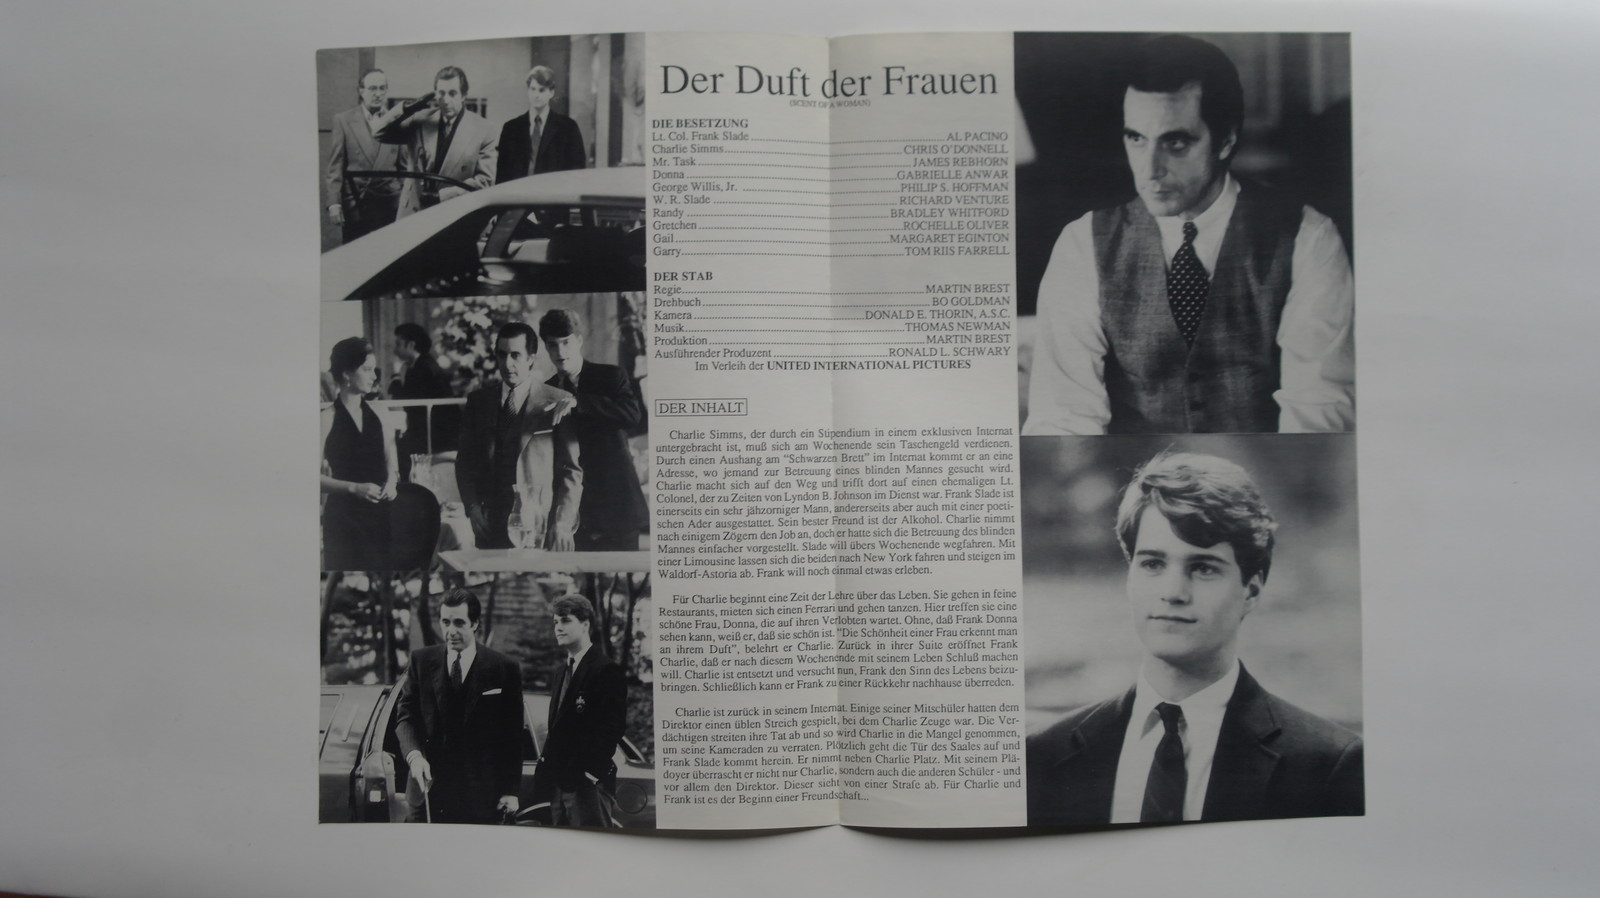 Der Duft der Frauen
(SCENT OF A WOMAN)
DIE BESETZUNG
Lt. Col. Frank Slade AL PACINO
Charlie Simms CHRIS O'DONNELL
Mr. Task JAMES REBHORN
Donna GABRIELLE ANWAR
George Willis, Jr. PHILIP S. HOFFMAN
W. R. Slade RICHARD VENTURE
Randy BRADLEY WHITFORD
Gretchen ROCHELLE OLIVER
Gail MARGARET EGINTON
Garry TOM RIIS FARRELL
DER STAB
Regie MARTIN BREST
Drehbuch BO GOLDMAN
Kamera DONALD E. THORIN, A.S.C.
Musik THOMAS NEWMAN
Produktion MARTIN BREST
Ausführender Produzent RONALD L. SCHWARY
Im Verleih der UNITED INTERNATIONAL PICTURES
DER INHALT
Charlie Simms, der durch ein Stipendium in einem exklusiven Internat
untergebracht ist, muß sich am Wochenende sein Taschengeld verdienen.
Durch einen Aushang am "Schwarzen Brett" im Internat kommt er an eine
Adresse, wo jemand zur Betreuung eines blinden Mannes gesucht wird.
Charlie macht sich auf den Weg und trifft dort auf einen ehemaligen Lt.
Colonel, der zu Zeiten von Lyndon B. Johnson im Dienst war. Frank Slade ist
einerseits ein sehr jähzorniger Mann, andererseits aber auch mit einer poeti-
schen Ader ausgestattet. Sein bester Freund ist der Alkohol. Charlie nimmt
nach einigem Zögern den Job an, doch er hatte sich die Betreuung des blinden
Mannes einfacher vorgestellt. Slade will übers Wochenende wegfahren. Mit
einer Limousine lassen sich die beiden nach New York fahren und steigen im
Waldorf-Astoria ab. Frank will noch einmal etwas erleben.
Für Charlie beginnt eine Zeit der Lehre über das Leben. Sie gehen in feine
Restaurants, mieten sich einen Ferrari und gehen tanzen. Hier treffen sie eine
schöne Frau, Donna, die auf ihren Verlobten wartet. Ohne, daß Frank Donna
sehen kann, weiß er, daß sie schön ist. "Die Schönheit einer Frau erkennt man
an ihrem Duft", belehrt er Charlie. Zurück in ihrer Suite eröffnet Frank
Charlie, daß er nach diesem Wochenende mit seinem Leben Schluß machen
will. Charlie ist entsetzt und versucht nun, Frank den Sinn des Lebens beizu-
bringen. Schließlich kann er Frank zu einer Rückkehr nachhause überreden.
Charlie ist zurück in seinem Internat. Einige seiner Mitschüler hatten dem
Direktor einen üblen Streich gespielt, bei dem Charlie Zeuge war. Die Ver-
dächtigen streiten ihre Tat ab und so wird Charlie in die Mangel genommen,
um seine Kameraden zu verraten. Plötzlich geht die Tür des Saales auf und
Frank Slade kommt herein. Er nimmt neben Charlie Platz. Mit seinem Plä-
doyer überrascht er nicht nur Charlie, sondern auch die anderen Schüler - und
vor allem den Direktor. Dieser sieht von einer Strafe ab. Für Charlie und
Frank ist es der Beginn einer Freundschaft...